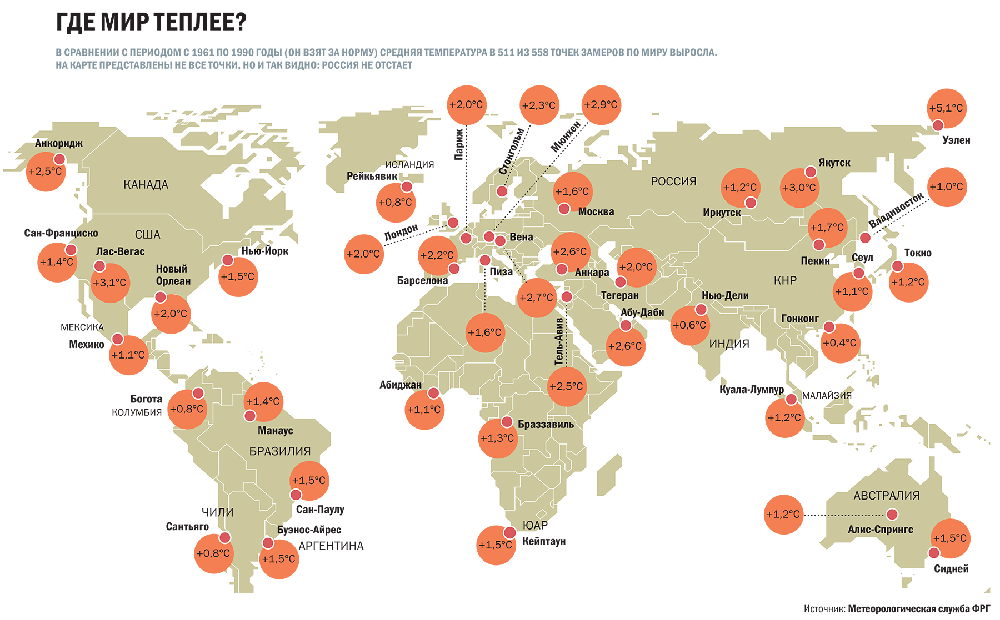 ГДЕ МИР ТЕПЛЕЕ?
В СРАВНЕНИИ С ПЕРИОДОМ С 1961 ПО 1990 ГОДЫ (ОН ВЗЯТ ЗА НОРМУ) СРЕДНЯЯ ТЕМПЕРАТУРА В 511 ИЗ 558 ТОЧЕК ЗАМЕРОВ ПО МИРУ ВЫРОСЛА.
НА КАРТЕ ПРЕДСТАВЛЕНЫ НЕ ВСЕ ТОЧКИ, НО И ТАК ВИДНО: РОССИЯ НЕ ОТСТАЕТ
Анкоридж
+2,5°C
КАНАДА
США
Сан-Франциско
+1,4°C
Лас-Вегас
+3,1°C
Новый
Орлеан
+2,0°C
Нью-Йорк
+1,5°C
МЕКСИКА
Мехико
+1,1°C
Богота
КОЛУМБИЯ
+0,8°C
+1,4°C
Манаус
БРАЗИЛИЯ
+1,5°C
Сан-Паулу
ЧИЛИ
Сантьяго
+0,8°C
Буэнос-Айрес
АРГЕНТИНА
+1,5°C
ИСЛАНДИЯ
Рейкьявик
+0,8°C
+2,0°C
Париж
+2,3°C
Стокгольм
+2,9°C
Мюнхен
Лондон
+2,0°C
+2,2°C
Барселона
Вена
+2,7°C
Пиза
+1,6°C
+1,6°C
Москва
+2,6°C
Анкара
+2,0°C
Тегеран
Тель-Авив
+2,5°C
Абу-Даби
+2,6°C
Абиджан
+1,1°C
Браззавиль
+1,3°C
ЮАР
Кейптаун
+1,5°C
РОССИЯ
+1,2°C
Иркутск
Якутск
+3,0°C
+5,1°C
Уэлен
Владивосток
+1,0°C
+1,7°C
Пекин
Сеул
+1,1°C
Токио
+1,2°C
КНР
Нью-Дели
+0,6°C
ИНДИЯ
Гонконг
+0,4°C
Куала-Лумпур
МАЛАЙЗИЯ
+1,2°C
АВСТРАЛИЯ
+1,2°C
Алис-Спрингс
+1,5°C
Сидней
Источник: Метеорологическая служба ФРГ